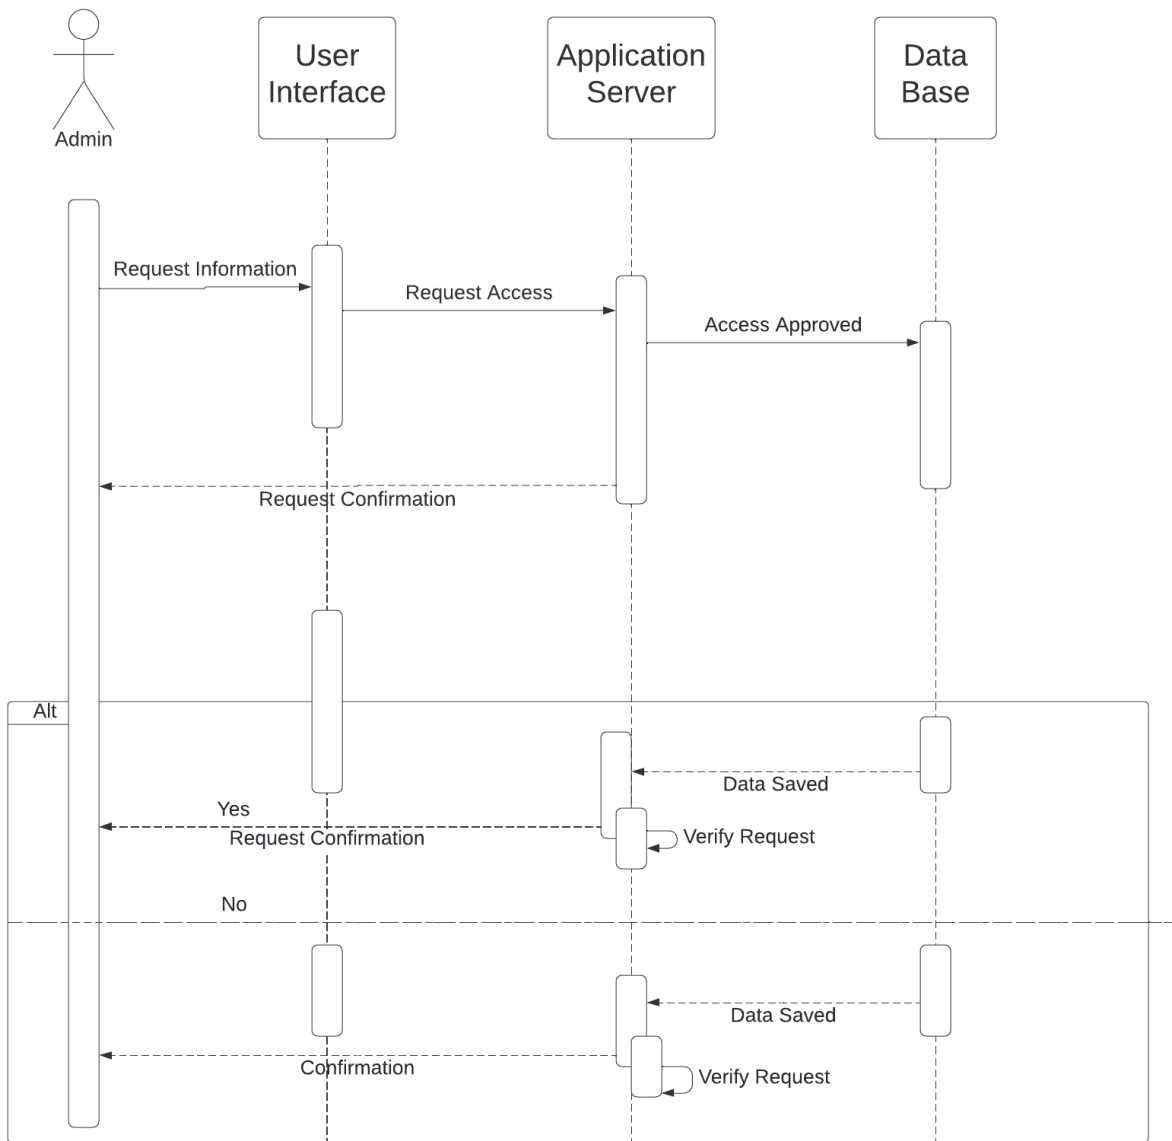 User
Interface
Application
Server
Data
Base
Admin
Request Information
Request Access
Access Approved
Request Confirmation
Alt
Data Saved
Yes
Request Confirmation
Verify Request
No
Data Saved
Confirmation
Verify Request